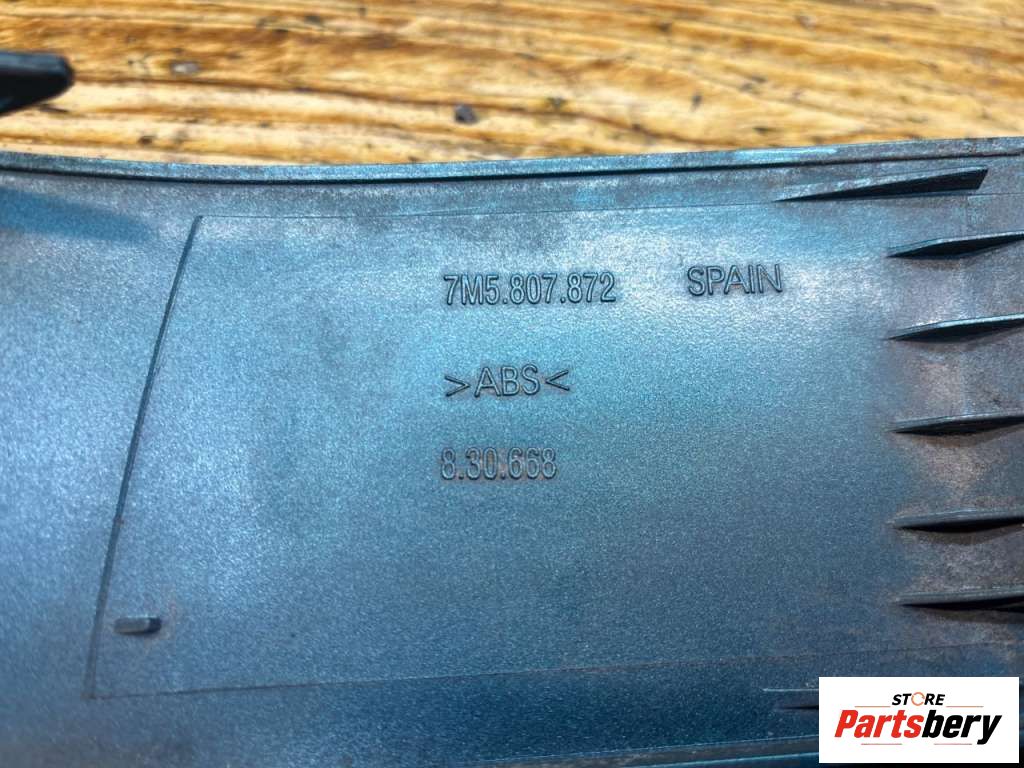 7M5.807.872 SPAIN
>ABS<
8.30.668
STORE
Partsbery